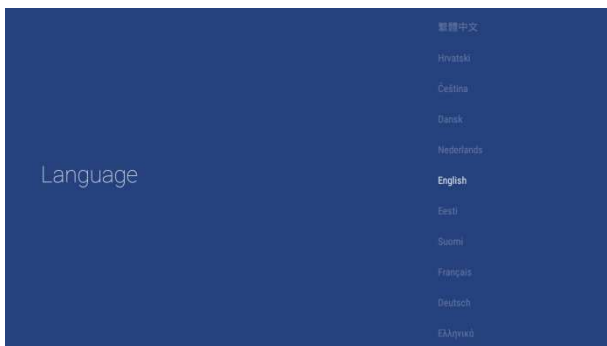 Language
繁體中文
Hrvatski
Čeština
Dansk
Nederlands
English
Eesti
Suomi
Français
Deutsch
Ελληνικά